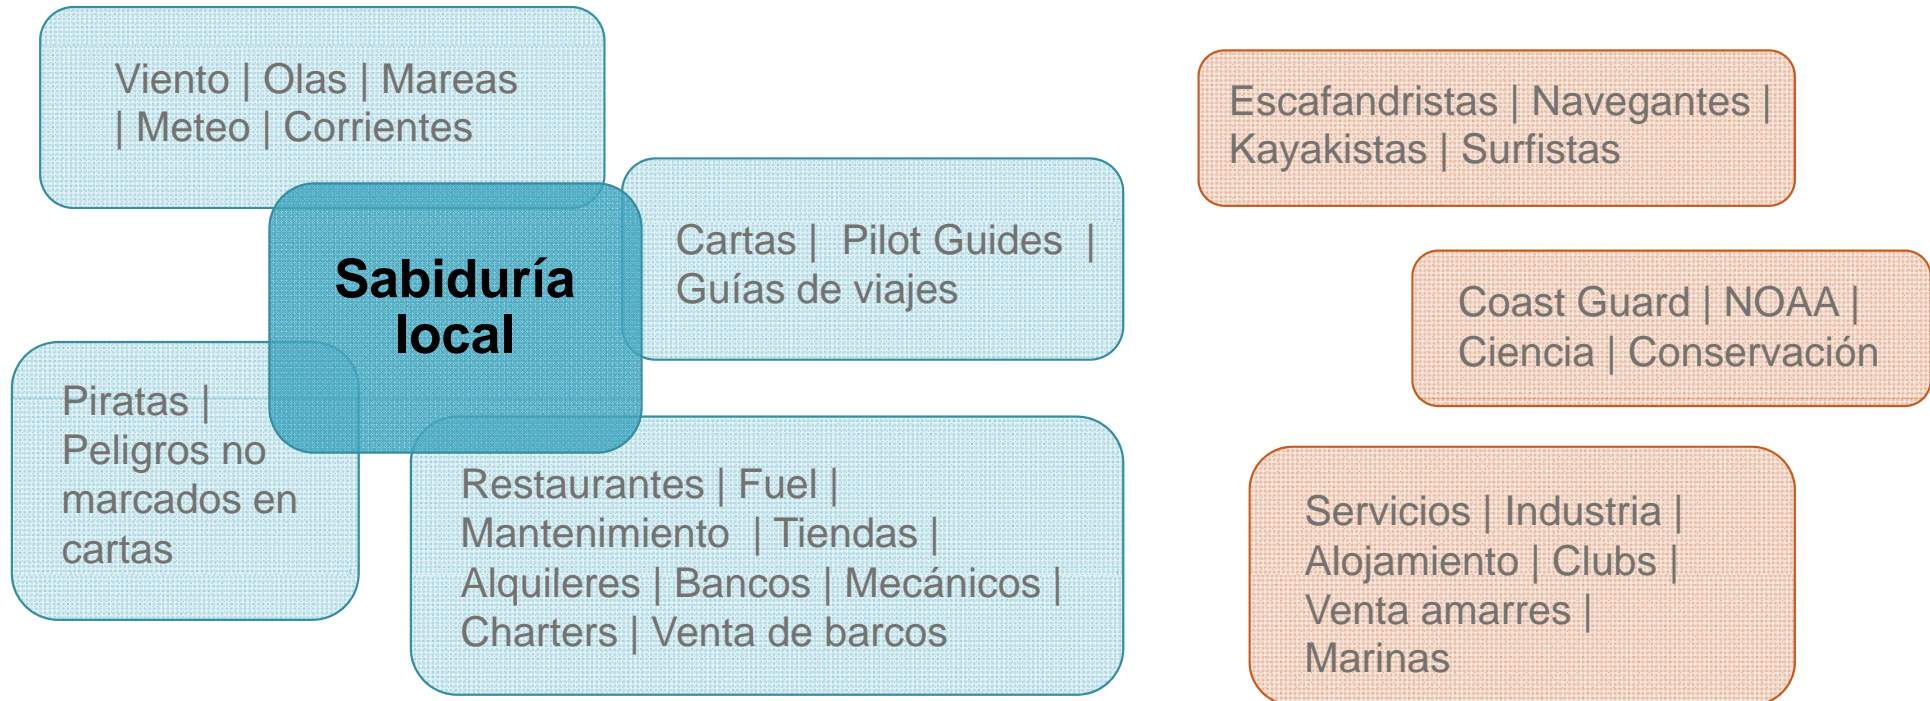 Viento | Olas | Mareas
| Meteo | Corrientes
Sabiduría
local
Cartas | Pilot Guides |
Guías de viajes
Piratas |
Peligros no
marcados en
cartas
Restaurantes | Fuel |
Mantenimiento | Tiendas |
Alquileres | Bancos | Mecánicos |
Charters | Venta de barcos
Escafandristas | Navegantes |
Kayakistas | Surfistas
Coast Guard | NOAA |
Ciencia | Conservación
Servicios | Industria |
Alojamiento | Clubs |
Venta amarres |
Marinas